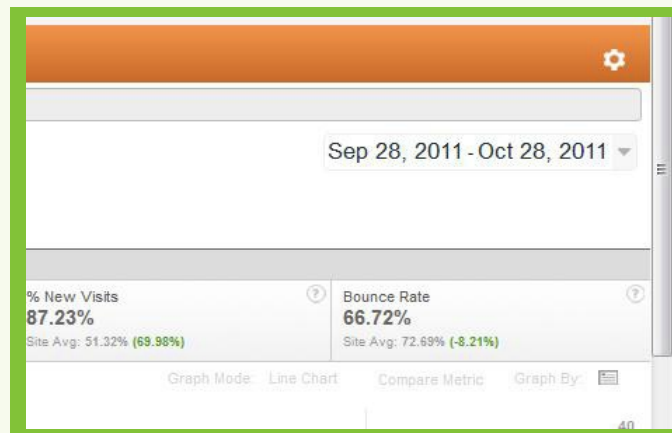 Sep 28, 2011 - Oct 28, 2011
% New Visits
87.23%
Site Avg: 51.32% (69.98%)
Bounce Rate
66.72%
Site Avg: 72.69% (-8.21%)
Graph Mode: Line Chart Compare Metric Graph By:
40